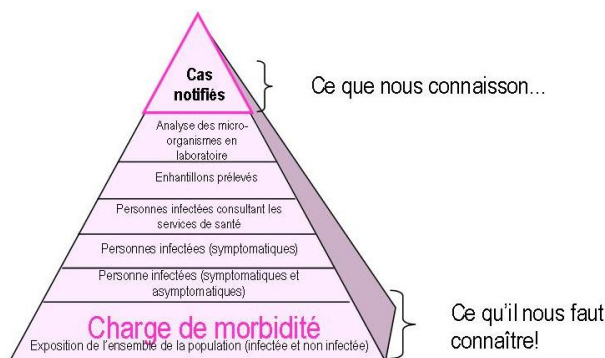 Cas
notifiés
Ce que nous connaisson...
Analyse des micro-
organismes en
laboratoire
Enhantillons prélevés
Personnes infectées consultant les
services de santé
Personnes infectées (symptomatiques)
Personne infectées (symptomatiques et
asymptomatiques)
Charge de morbidité
Exposition de l'ensemble de la population (infectée et non infectée)
Ce qu'il nous faut
connaître!